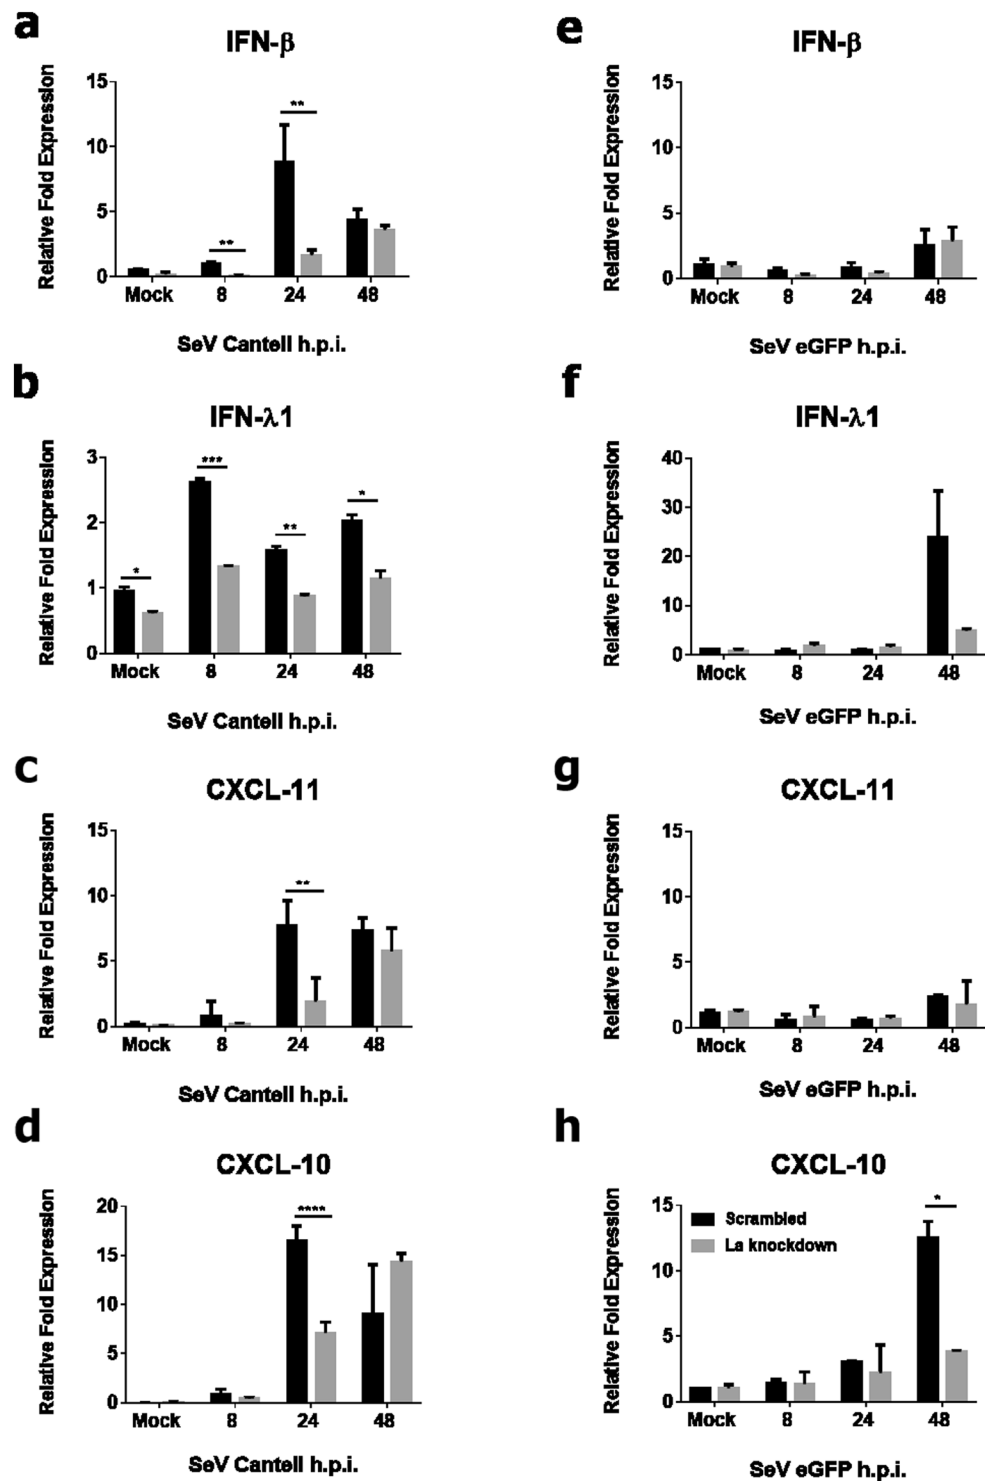 a
IFN-β
Relative Fold Expression
15
10
5
0
**
**
Mock 8 24 48
SeV Cantell h.p.i.
e
IFN-β
Relative Fold Expression
15
10
5
0
Mock 8 24 48
SeV eGFP h.p.i.
b
IFN-λ1
Relative Fold Expression
3
2
1
0
*
***
**
*
Mock 8 24 48
SeV Cantell h.p.i.
f
IFN-λ1
Relative Fold Expression
40
30
20
10
0
Mock 8 24 48
SeV eGFP h.p.i.
c
CXCL-11
Relative Fold Expression
15
10
5
0
**
Mock 8 24 48
SeV Cantell h.p.i.
g
CXCL-11
Relative Fold Expression
15
10
5
0
Mock 8 24 48
SeV eGFP h.p.i.
d
CXCL-10
Relative Fold Expression
20
15
10
5
0
****
Mock 8 24 48
SeV Cantell h.p.i.
h
CXCL-10
Relative Fold Expression
15
10
5
0
Scrambled
La knockdown
*
Mock 8 24 48
SeV eGFP h.p.i.